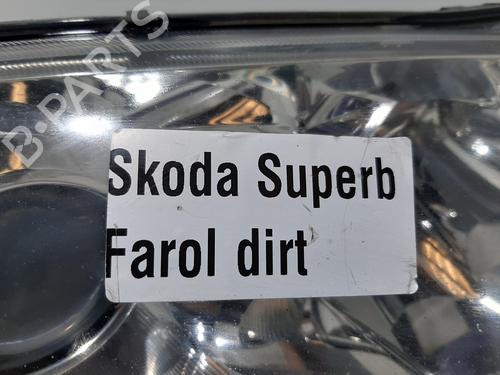 B-PARTS
Skoda Superb
Farol dirt